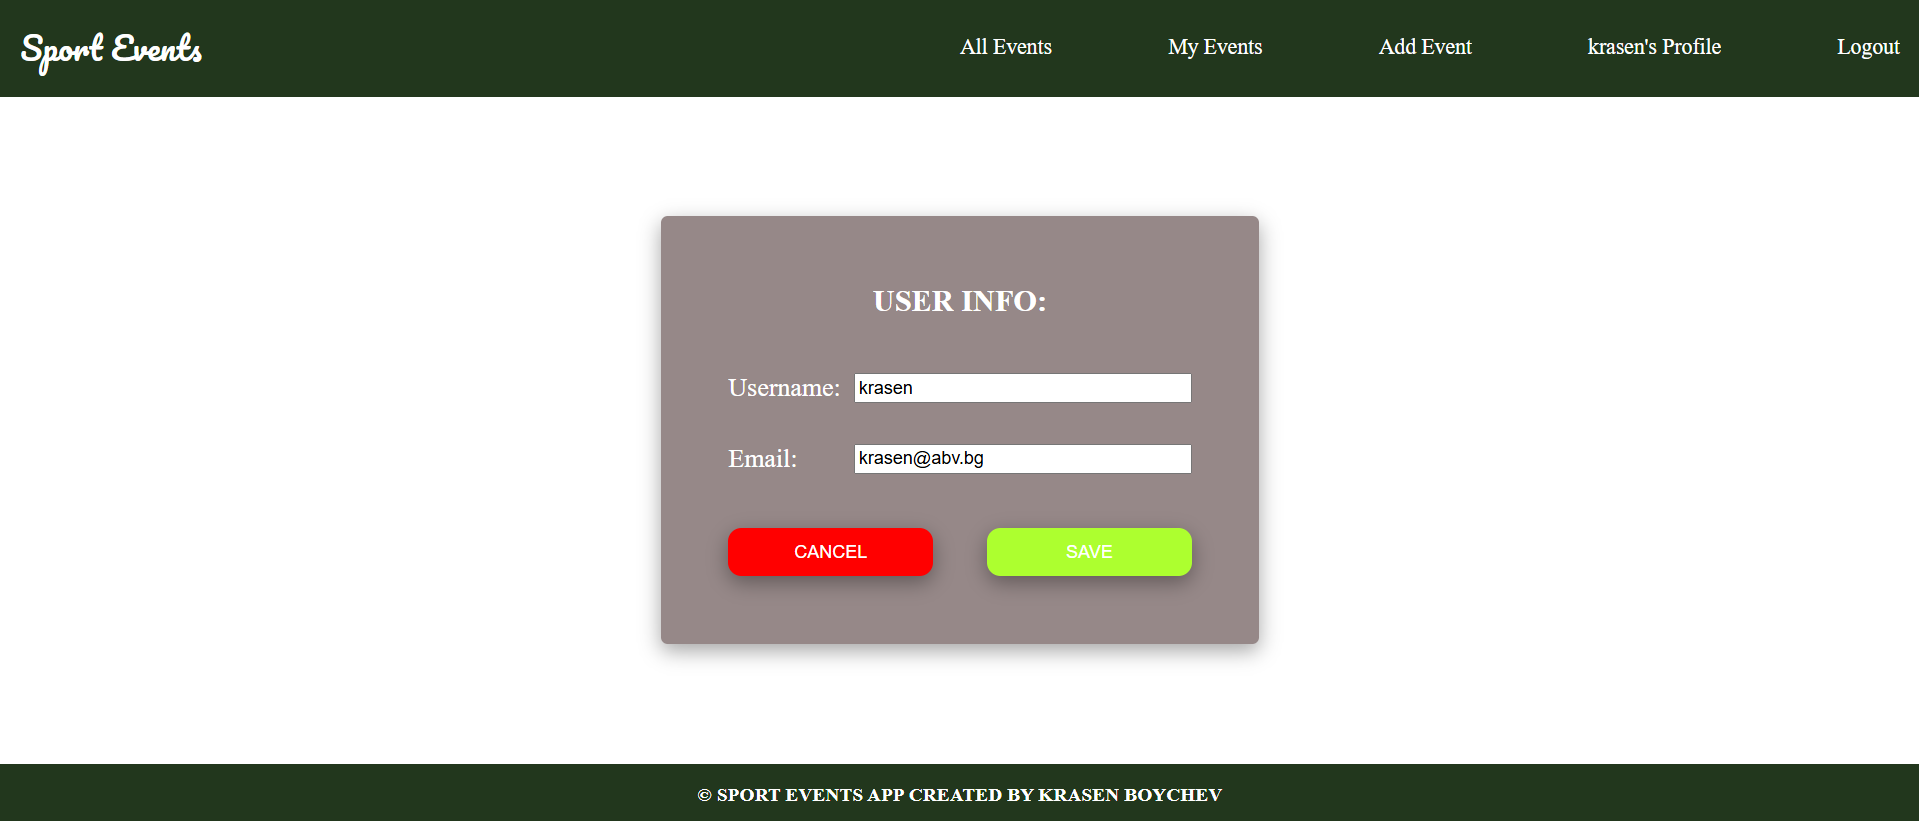 Sport Events
All Events My Events Add Event krasen's Profile Logout
USER INFO:
Username: krasen
Email: krasen@abv.bg
CANCEL SAVE
© SPORT EVENTS APP CREATED BY KRASEN BOYCHEV